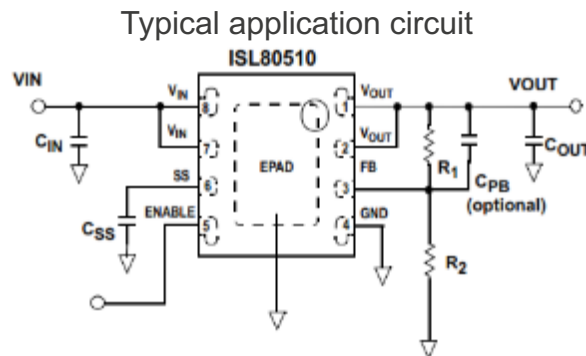 Typical application circuit
ISL80510
VIN
VOUT
VIN
8
1
VOUT
CIN
VIN
7
2
VOUT
R1
COUT
EPAD
FB
SS
6
3
CPB
(optional)
CSS
ENABLE
5
4
GND
R2